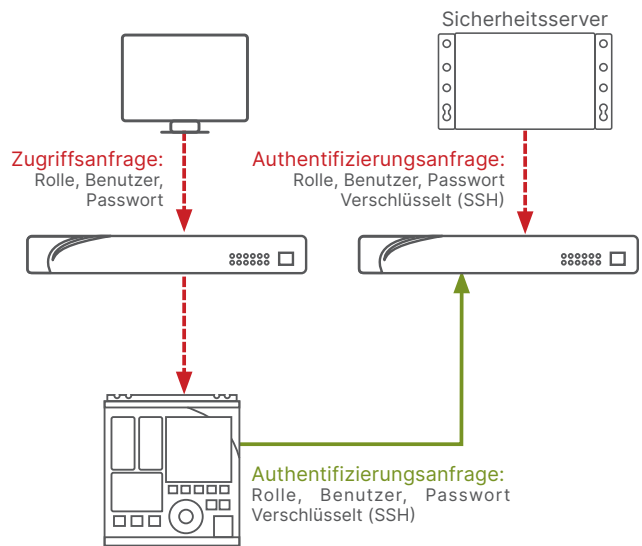 Sicherheitsserver
Zugriffsanfrage:
Rolle, Benutzer,
Passwort
Authentifizierungsanfrage:
Rolle, Benutzer, Passwort
Verschlüsselt (SSH)
Authentifizierungsanfrage:
Rolle, Benutzer, Passwort
Verschlüsselt (SSH)